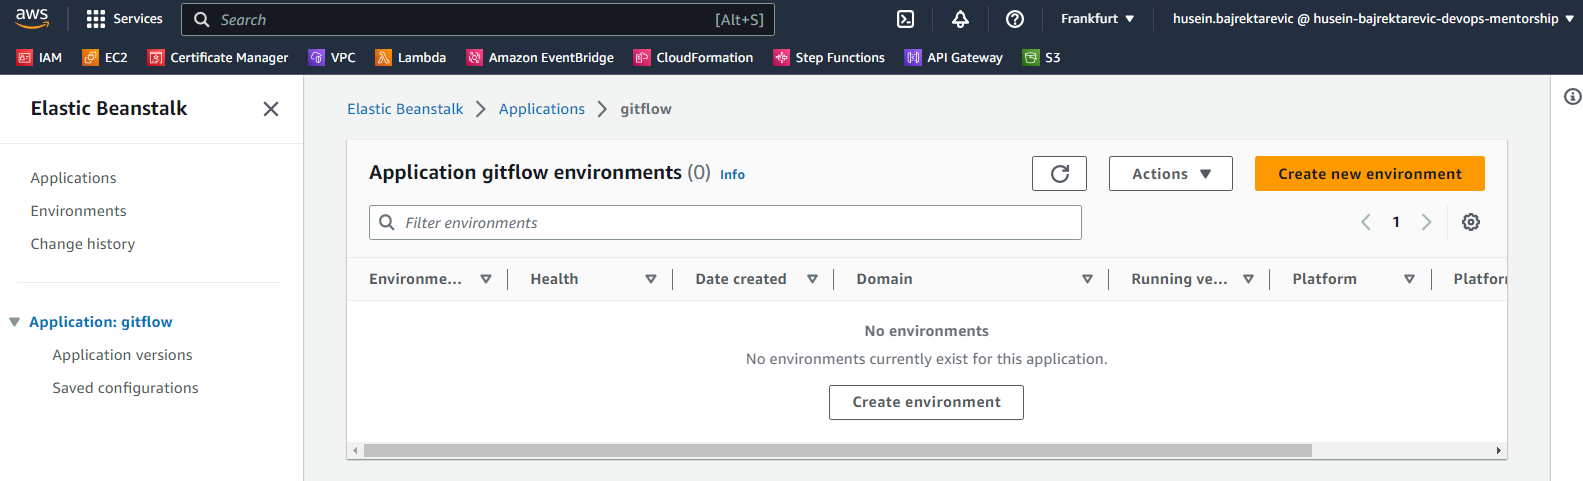 aws Services Search [Alt+S] Frankfurt ▼ husein.bajrektarevic @ husein-bajrektarevic-devops-mentorship ▼
IAM EC2 Certificate Manager VPC Lambda Amazon EventBridge CloudFormation Step Functions API Gateway S3
Elastic Beanstalk
Applications
Environments
Change history
Application: gitflow
Application versions
Saved configurations
Elastic Beanstalk > Applications > gitflow
Application gitflow environments (0) Info Actions ▼ Create new environment
Filter environments < 1 >
Environme... Health Date created Domain Running ve... Platform Platfor
No environments
No environments currently exist for this application.
Create environment